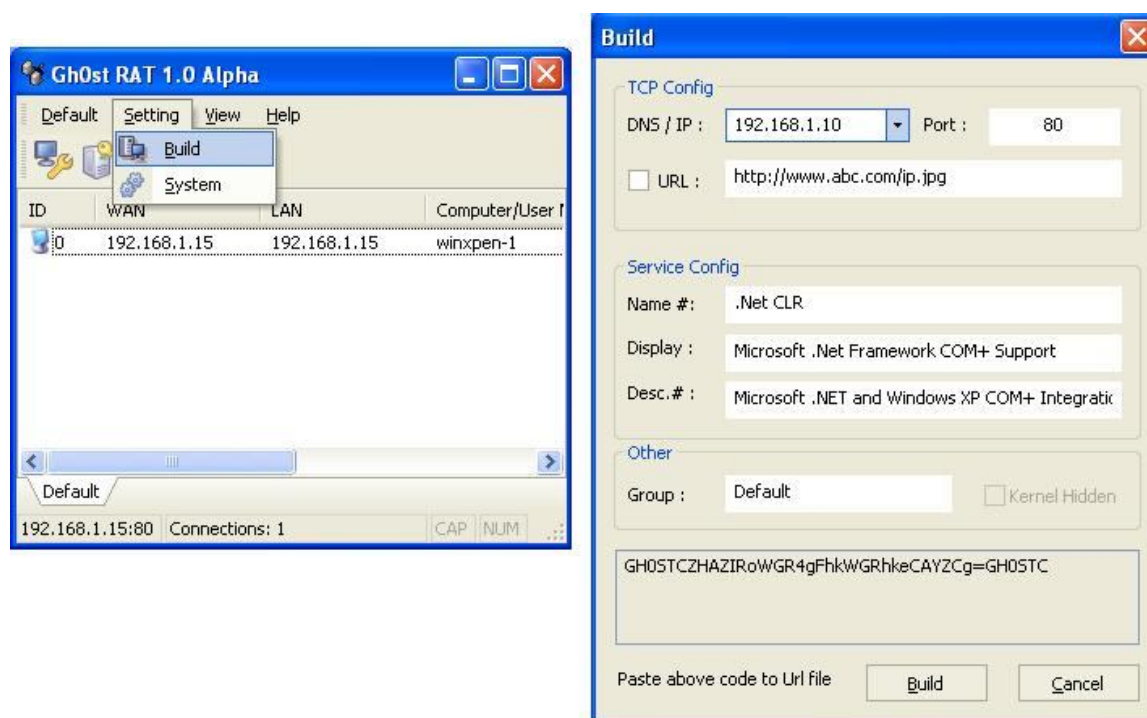 Gh0st RAT 1.0 Alpha
Default Setting View Help
Build
System
ID WAN LAN Computer/User
0 192.168.1.15 192.168.1.15 winxpen-1
Default
192.168.1.15:80 Connections: 1 CAP NUM
Build
TCP Config
DNS / IP : 192.168.1.10 Port : 80
URL : http://www.abc.com/ip.jpg
Service Config
Name #: .Net CLR
Display : Microsoft .Net Framework COM+ Support
Desc.# : Microsoft .NET and Windows XP COM+ Integratic
Other
Group : Default Kernel Hidden
GH0STCZHAZIRoWGR4gFhkWGRhkeCAYZCg=GH0STC
Paste above code to Url file Build Cancel